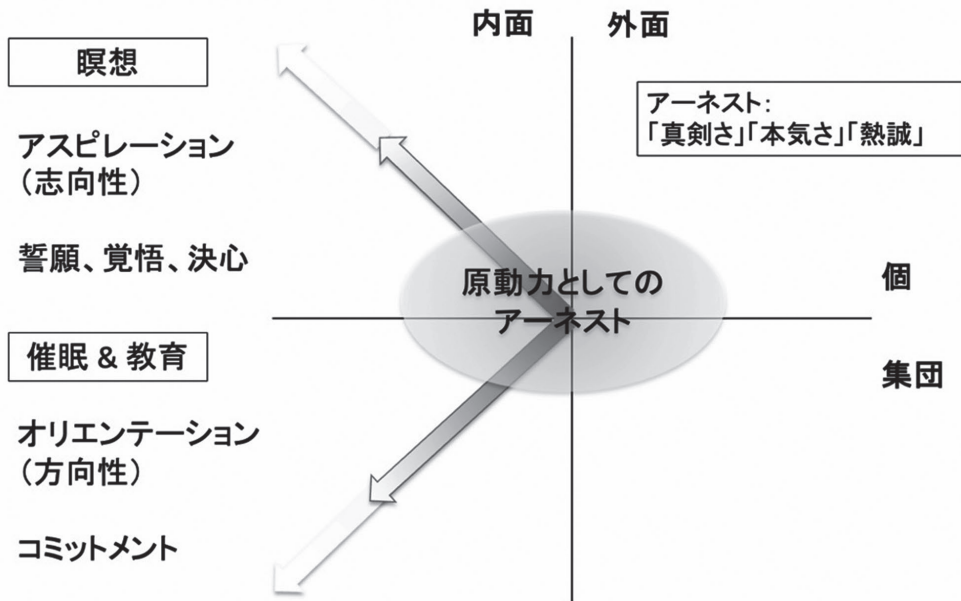 内面
外面
瞑想
アーネスト：
「真剣さ」「本気さ」「熱誠」
アスピレーション
（志向性）
誓願、覚悟、決心
原動力としての
アーネスト
個
催眠 & 教育
集団
オリエンテーション
（方向性）
コミットメント